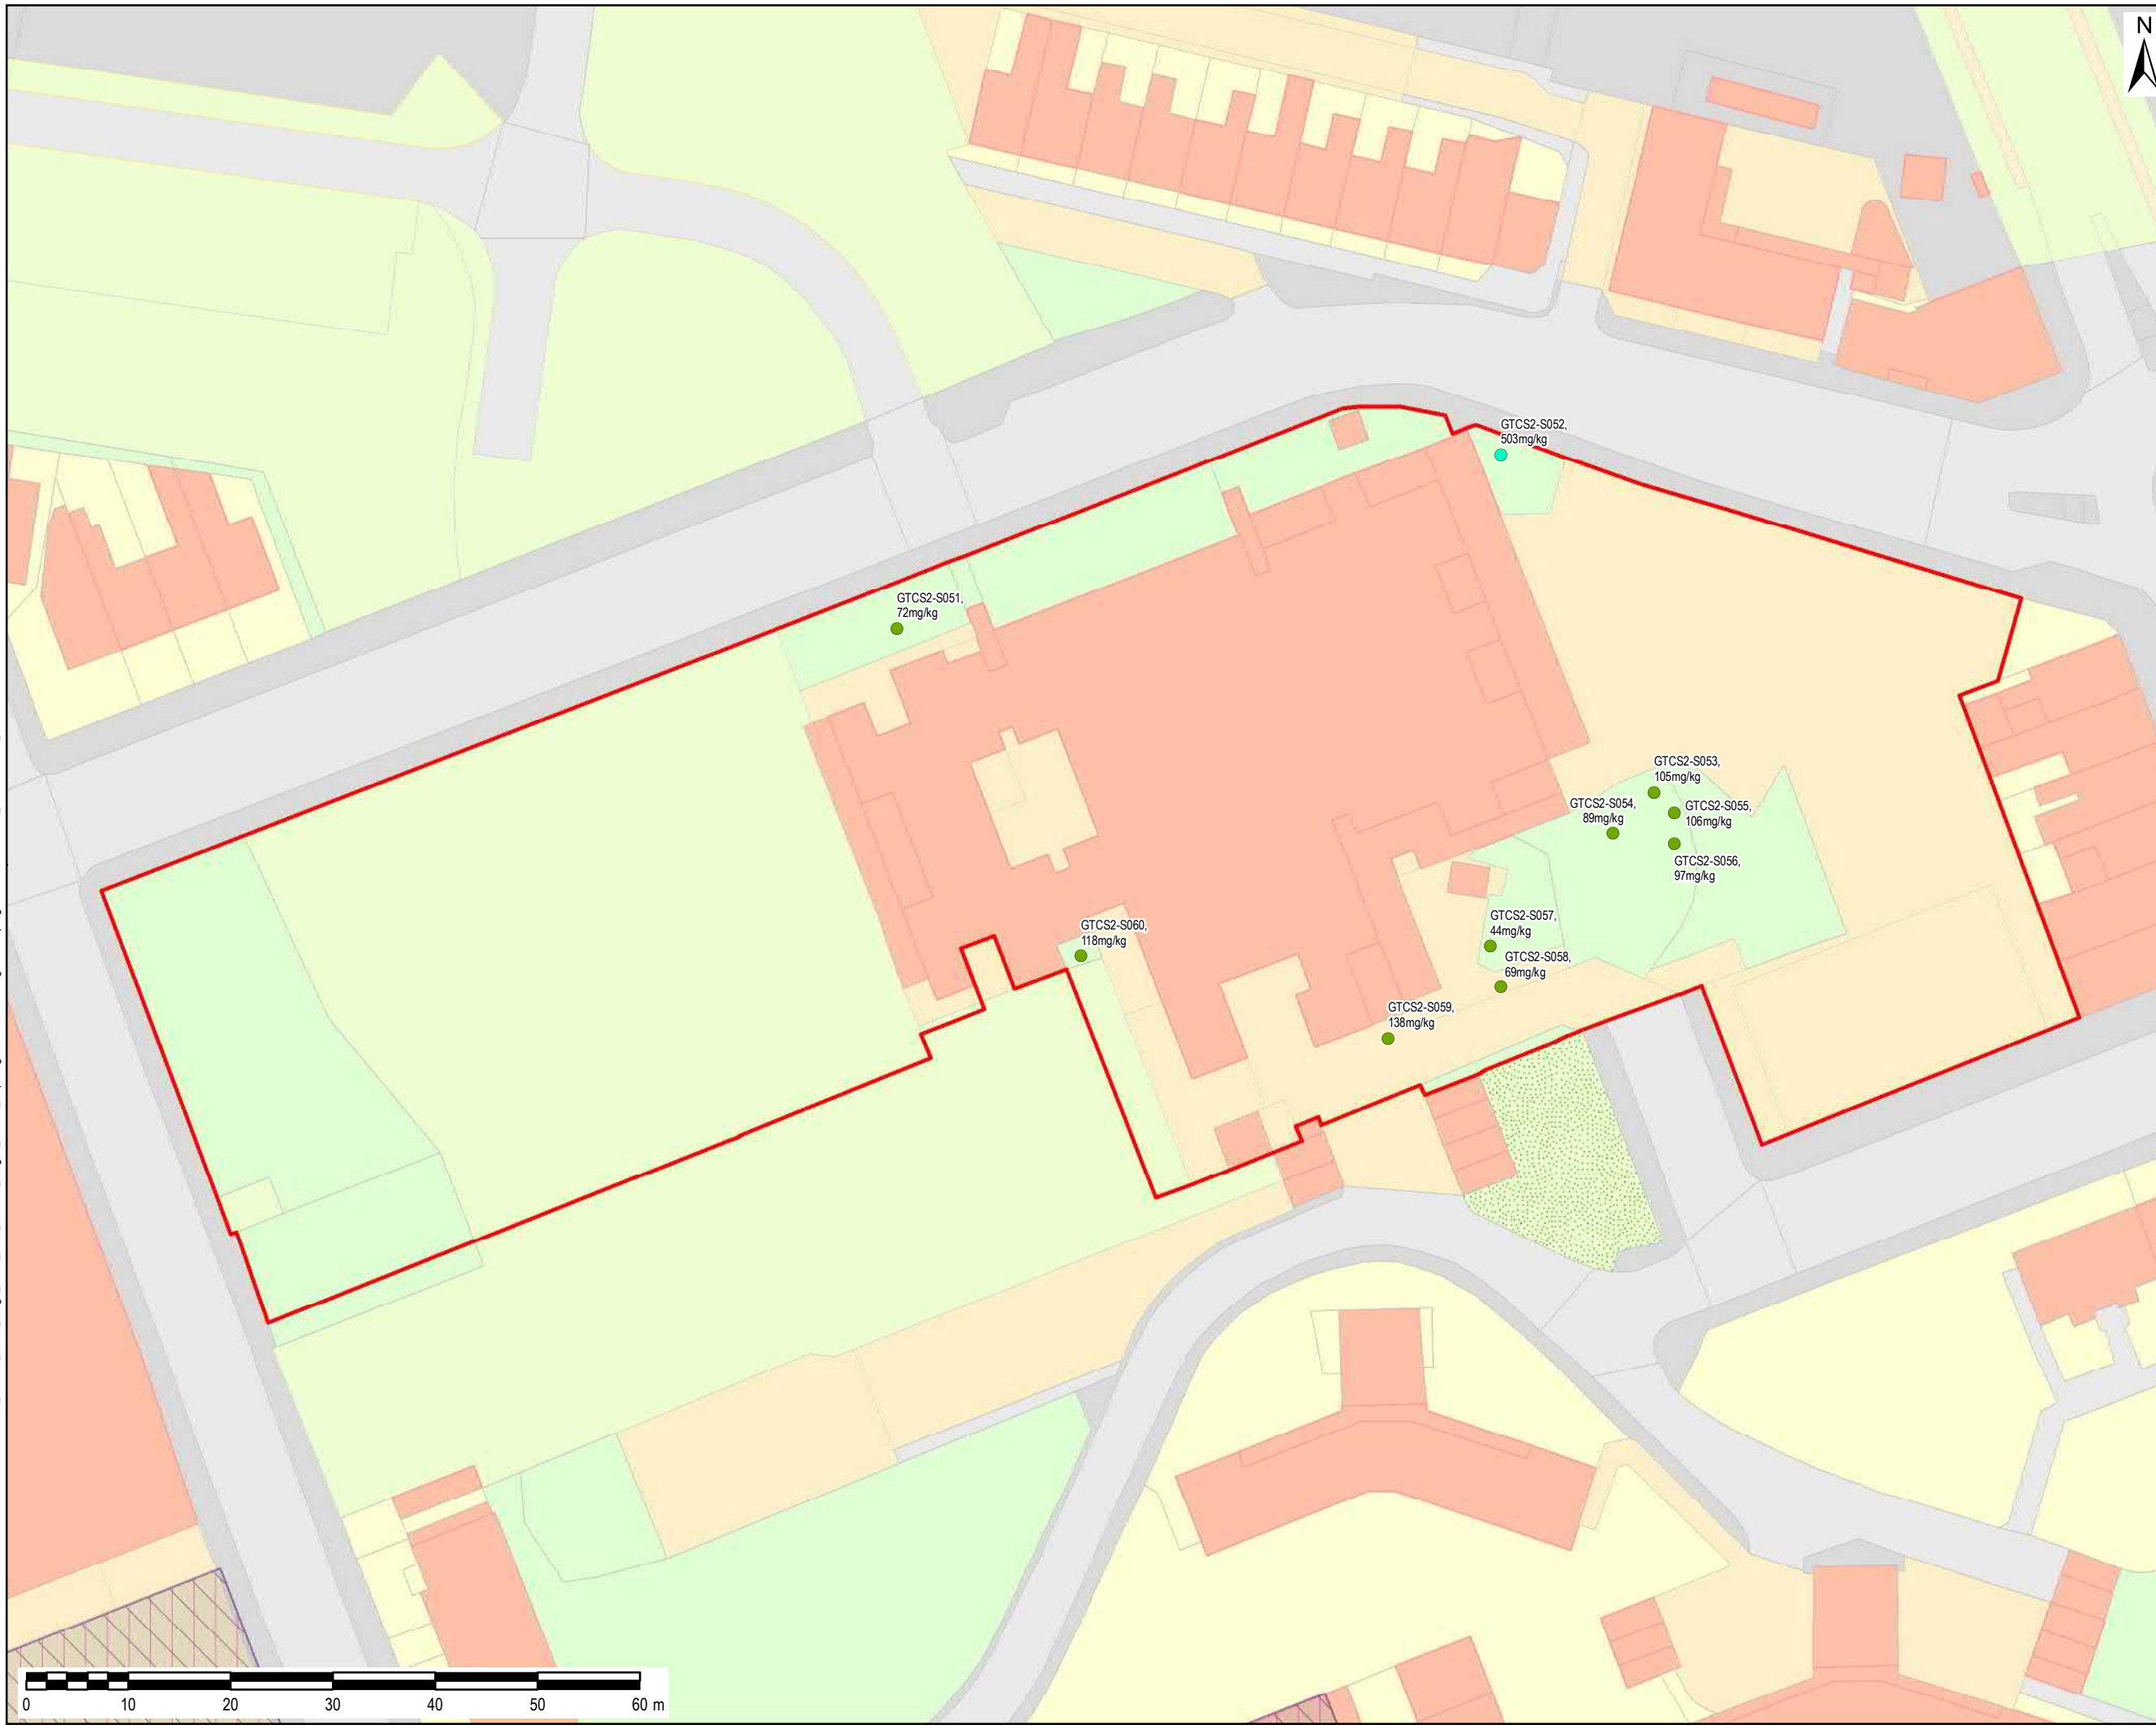 N
GTCS2-S052,
503mg/kg
GTCS2-S051,
72mg/kg
GTCS2-S053,
105mg/kg
GTCS2-S054,
89mg/kg
GTCS2-S055,
106mg/kg
GTCS2-S056,
97mg/kg
GTCS2-S057,
44mg/kg
GTCS2-S060,
118mg/kg
GTCS2-S058,
69mg/kg
GTCS2-S059,
138mg/kg
0 10 20 30 40 50 60 m